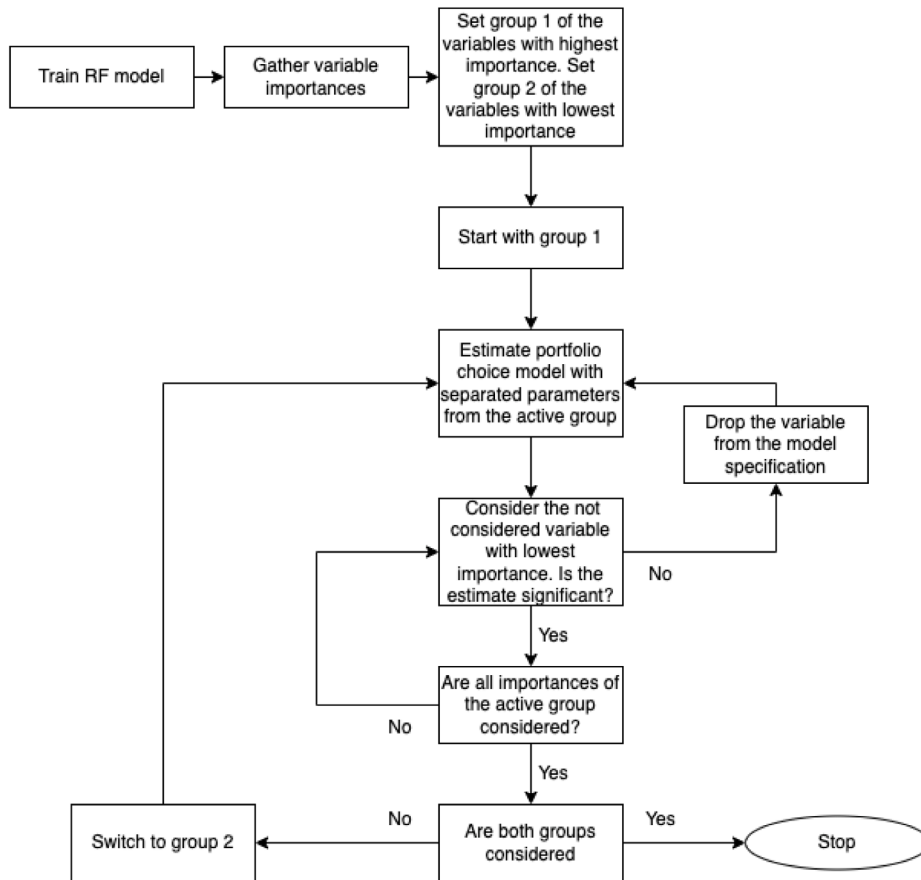 Train RF model
Gather variable
importances
Set group 1 of the
variables with highest
importance. Set
group 2 of the
variables with lowest
importance
Start with group 1
Estimate portfolio
choice model with
separated parameters
from the active group
Drop the variable
from the model
specification
Consider the not
considered variable
with lowest
importance. Is the
estimate significant?
No
Yes
Are all importances of
the active group
considered?
No
Yes
Switch to group 2
No
Are both groups
considered
Yes
Stop